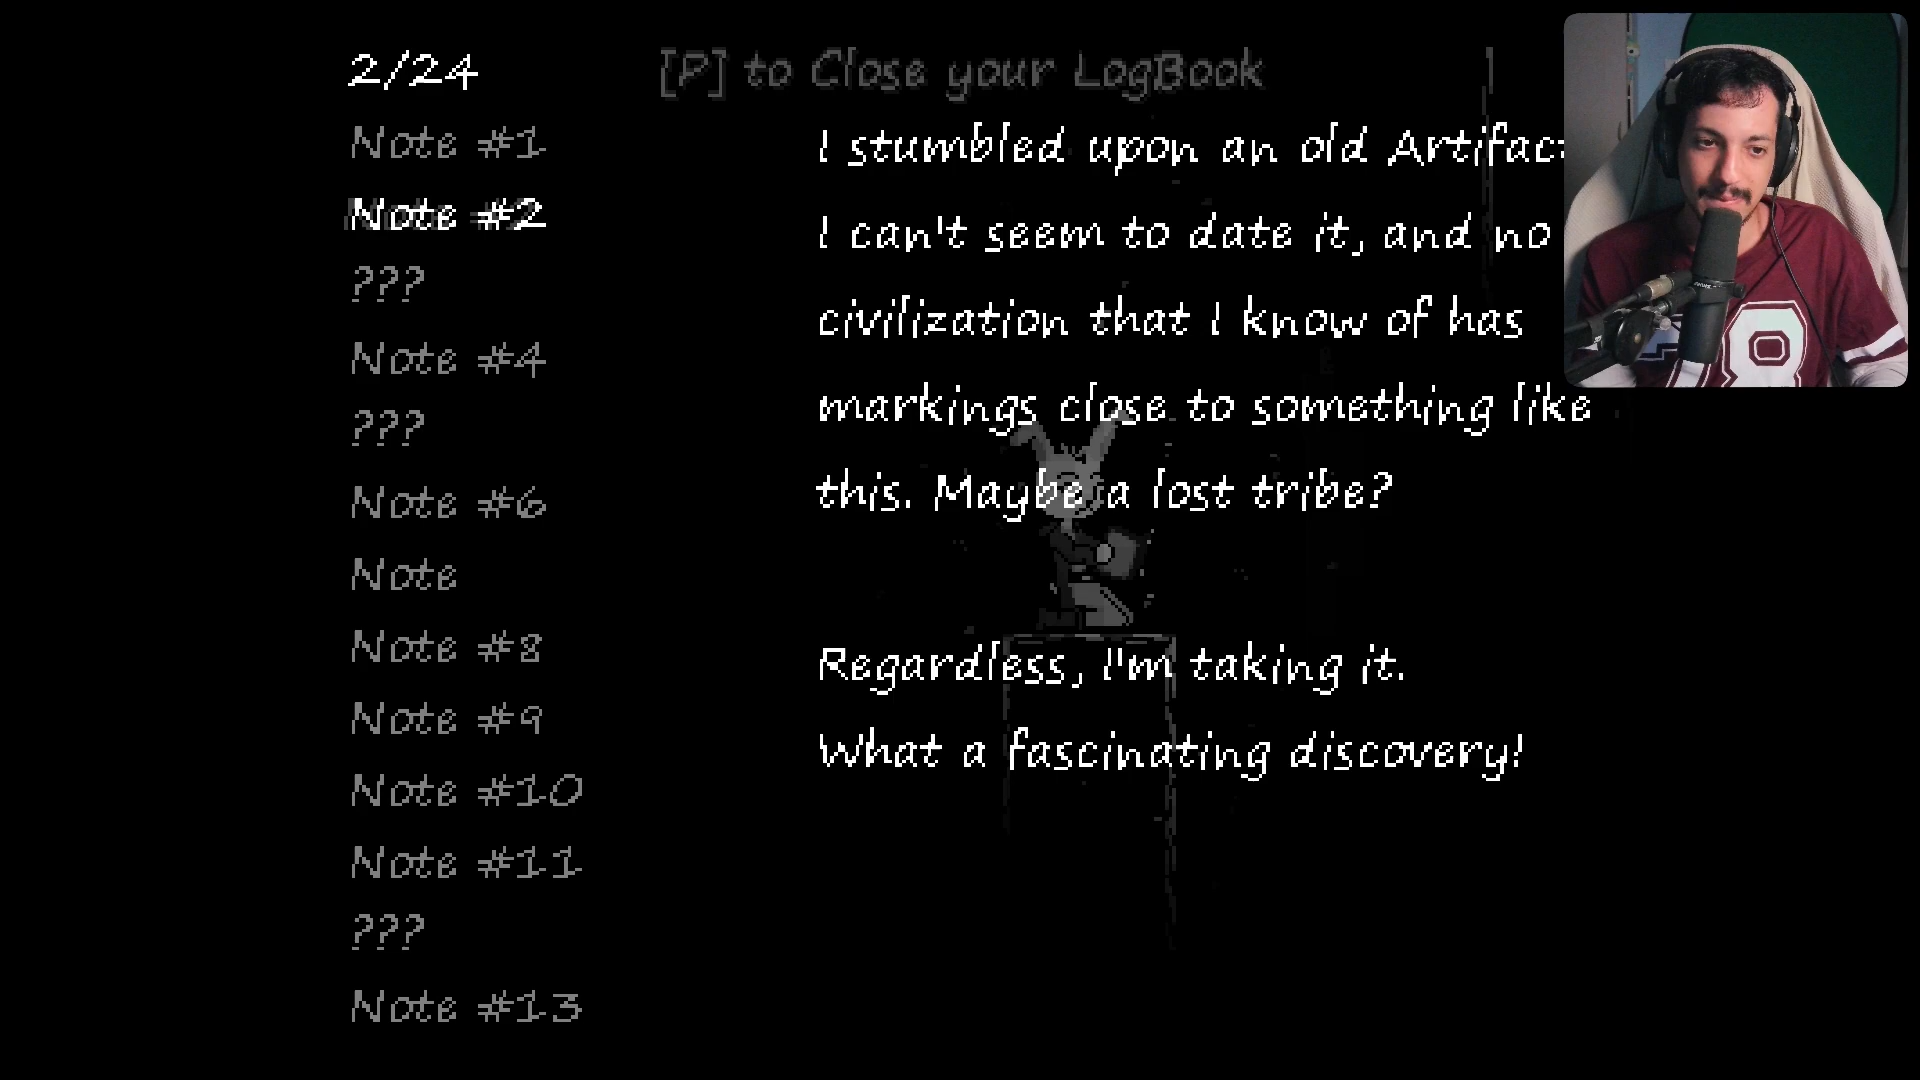 2/24
[P] to Close your LogBook
Note #1
Note #2
???
Note #4
???
Note #6
Note
Note #8
Note #9
Note #10
Note #11
???
Note #13
I stumbled upon an old Artifact
I can't seem to date it, and no
civilization that I know of has
markings close to something like
this. Maybe a lost tribe?
Regardless, I'm taking it.
What a fascinating discovery!